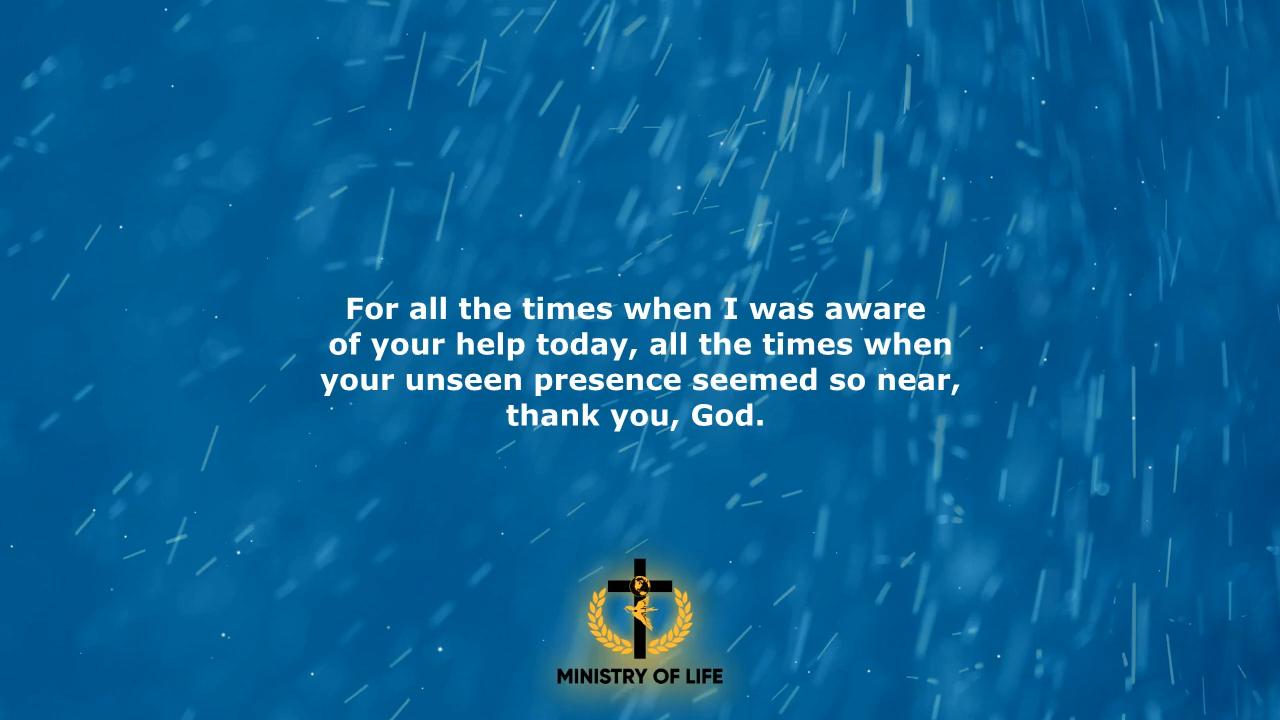 For all the times when I was aware
of your help today, all the times when
your unseen presence seemed so near,
thank you, God.
MINISTRY OF LIFE